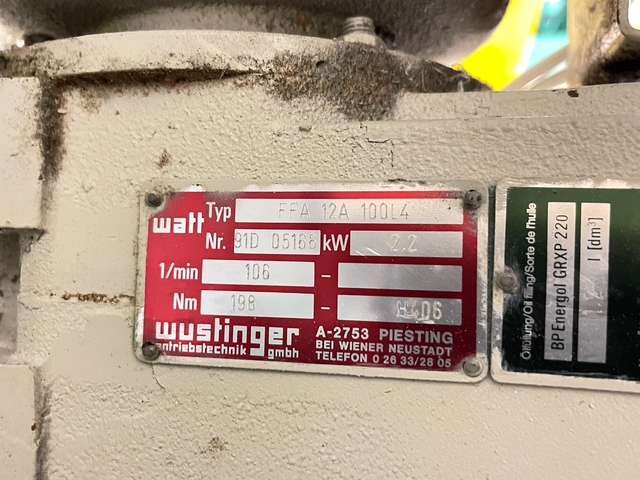 watt Typ FFA 12A 100L4
Nr. 91D 05168 kW 2.2
1/min 106 -
Nm 198 - H4D6
wustinger
antriebstechnik gmbh
A-2753 PIESTING
BEI WIENER NEUSTADT
TELEFON 0 26 33/28 05
Ölfüllung/Oil filling/Sorte de l'huile
BP Energol GRXP 220
l [dm³]